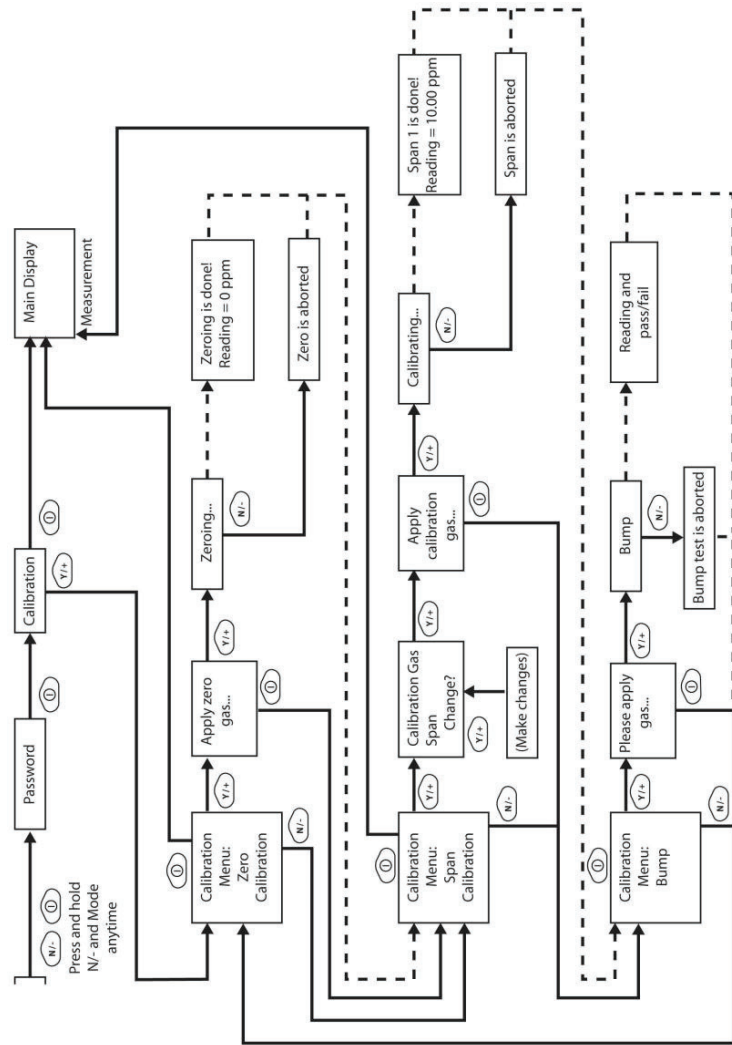 N/-
Press and hold
N/- and Mode
anytime
Password
Calibration
Y/+
Main Display
Measurement
Calibration
Menu:
Zero
Calibration
Y/+
N/-
Apply zero
gas...
Y/+
Zeroing...
N/-
Zeroing is done!
Reading = 0 ppm
Zero is aborted
Calibration
Menu:
Span
Calibration
Y/+
N/-
Calibration Gas
Span
Change?
Y/+
(Make changes)
Y/+
Apply
calibration
gas...
Y/+
Calibrating...
N/-
Span 1 is done!
Reading = 10.00 ppm
Span is aborted
Calibration
Menu:
Bump
Y/+
N/-
Please apply
gas...
Y/+
Bump
N/-
Bump test is aborted
Reading and
pass/fail